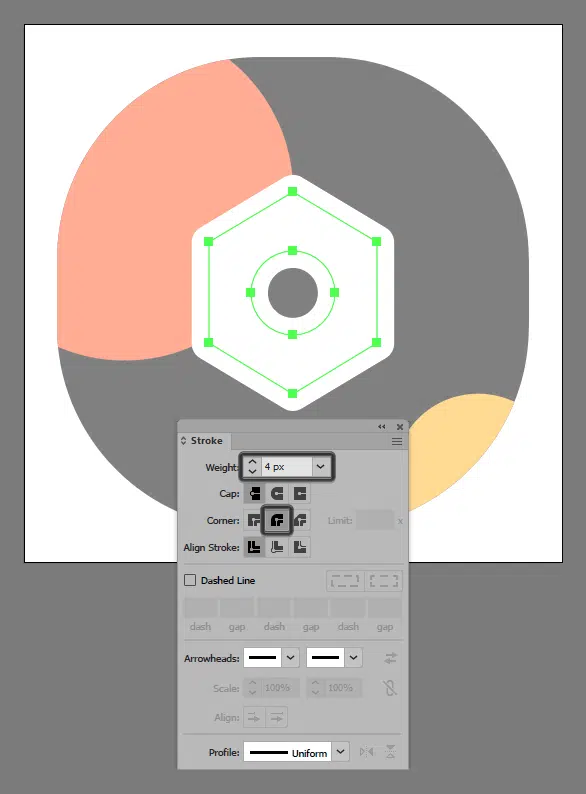 Stroke
Weight: 4 px
Cap:
Corner: Limit: x
Align Stroke:
Dashed Line
dash gap dash gap dash gap
Arrowheads:
Scale: 100% 100%
Align:
Profile: Uniform